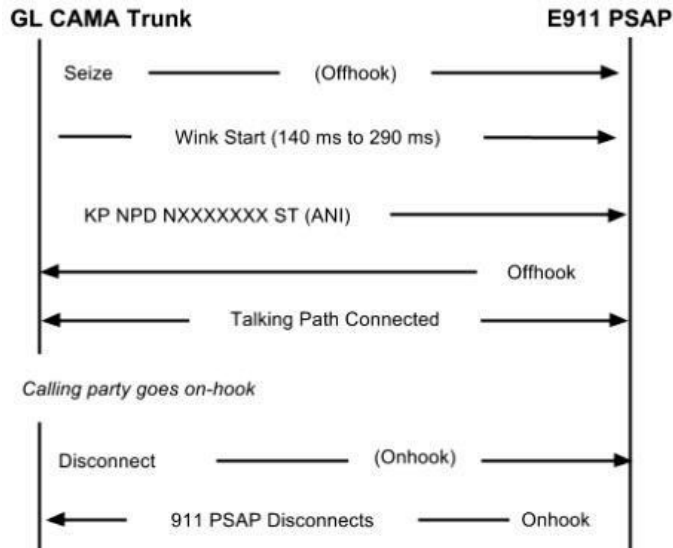 GL CAMA Trunk E911 PSAP
Seize (Offhook)
Wink Start (140 ms to 290 ms)
KP NPD NXXXXXXX ST (ANI)
Offhook
Talking Path Connected
Calling party goes on-hook
Disconnect (Onhook)
911 PSAP Disconnects Onhook